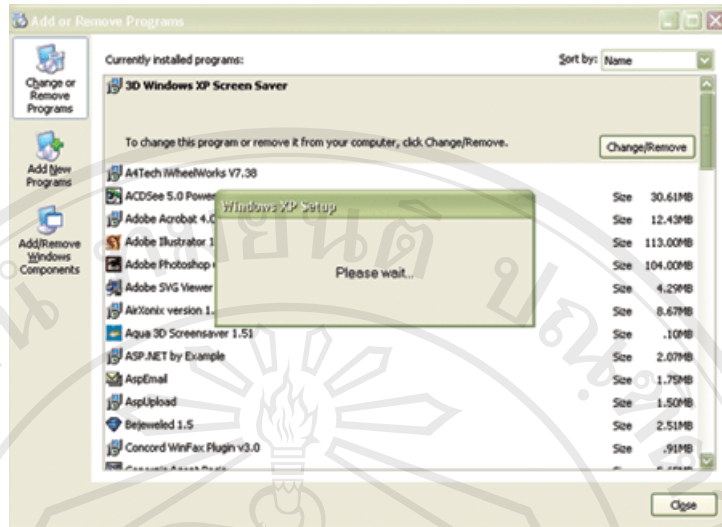 Add or Remove Programs
Change or
Remove
Programs
Add New
Programs
Add/Remove
Windows
Components
Currently installed programs:
Sort by: Name
3D Windows XP Screen Saver
To change this program or remove it from your computer, click Change/Remove.
Change/Remove
A4Tech iWheelWorks V7.38
ACDSee 5.0 Power Size 30.61MB
Adobe Acrobat 4.0 Size 12.43MB
Adobe Illustrator 1 Size 113.00MB
Adobe Photoshop Size 104.00MB
Adobe SVG Viewer Size 4.29MB
AirXonix version 1. Size 8.67MB
Windows XP Setup
Please wait...
Aqua 3D Screensaver 1.51 Size .10MB
ASP.NET by Example Size 2.07MB
AspEmail Size 1.75MB
AspUpload Size 1.50MB
Bejeweled 1.5 Size 2.51MB
Concord WinFax Plugin v3.0 Size .91MB
Close